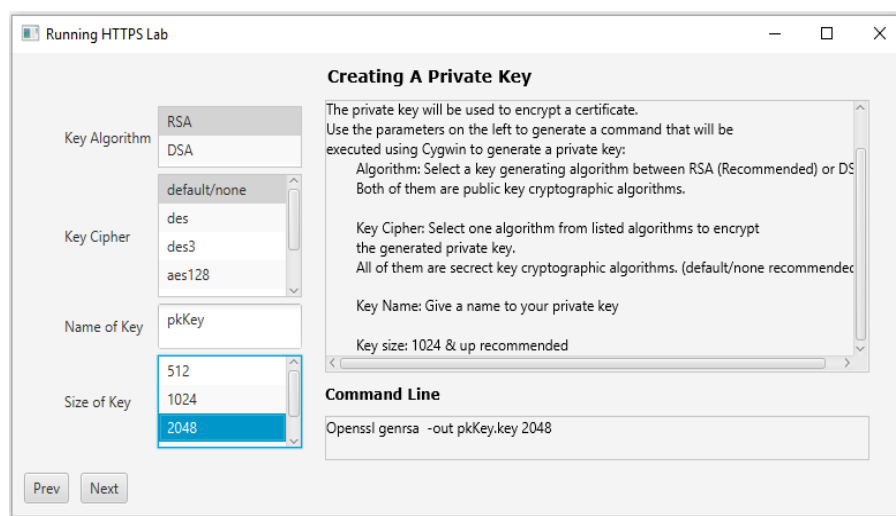 Running HTTPS Lab
Creating A Private Key
Key Algorithm
RSA
DSA
Key Cipher
default/none
des
des3
aes128
Name of Key
pkKey
Size of Key
512
1024
2048
The private key will be used to encrypt a certificate.
Use the parameters on the left to generate a command that will be
executed using Cygwin to generate a private key:
Algorithm: Select a key generating algorithm between RSA (Recommended) or DS
Both of them are public key cryptographic algorithms.
Key Cipher: Select one algorithm from listed algorithms to encrypt
the generated private key.
All of them are secrect key cryptographic algorithms. (default/none recommended
Key Name: Give a name to your private key
Key size: 1024 & up recommended
Command Line
Openssl genrsa -out pkKey.key 2048
Prev
Next